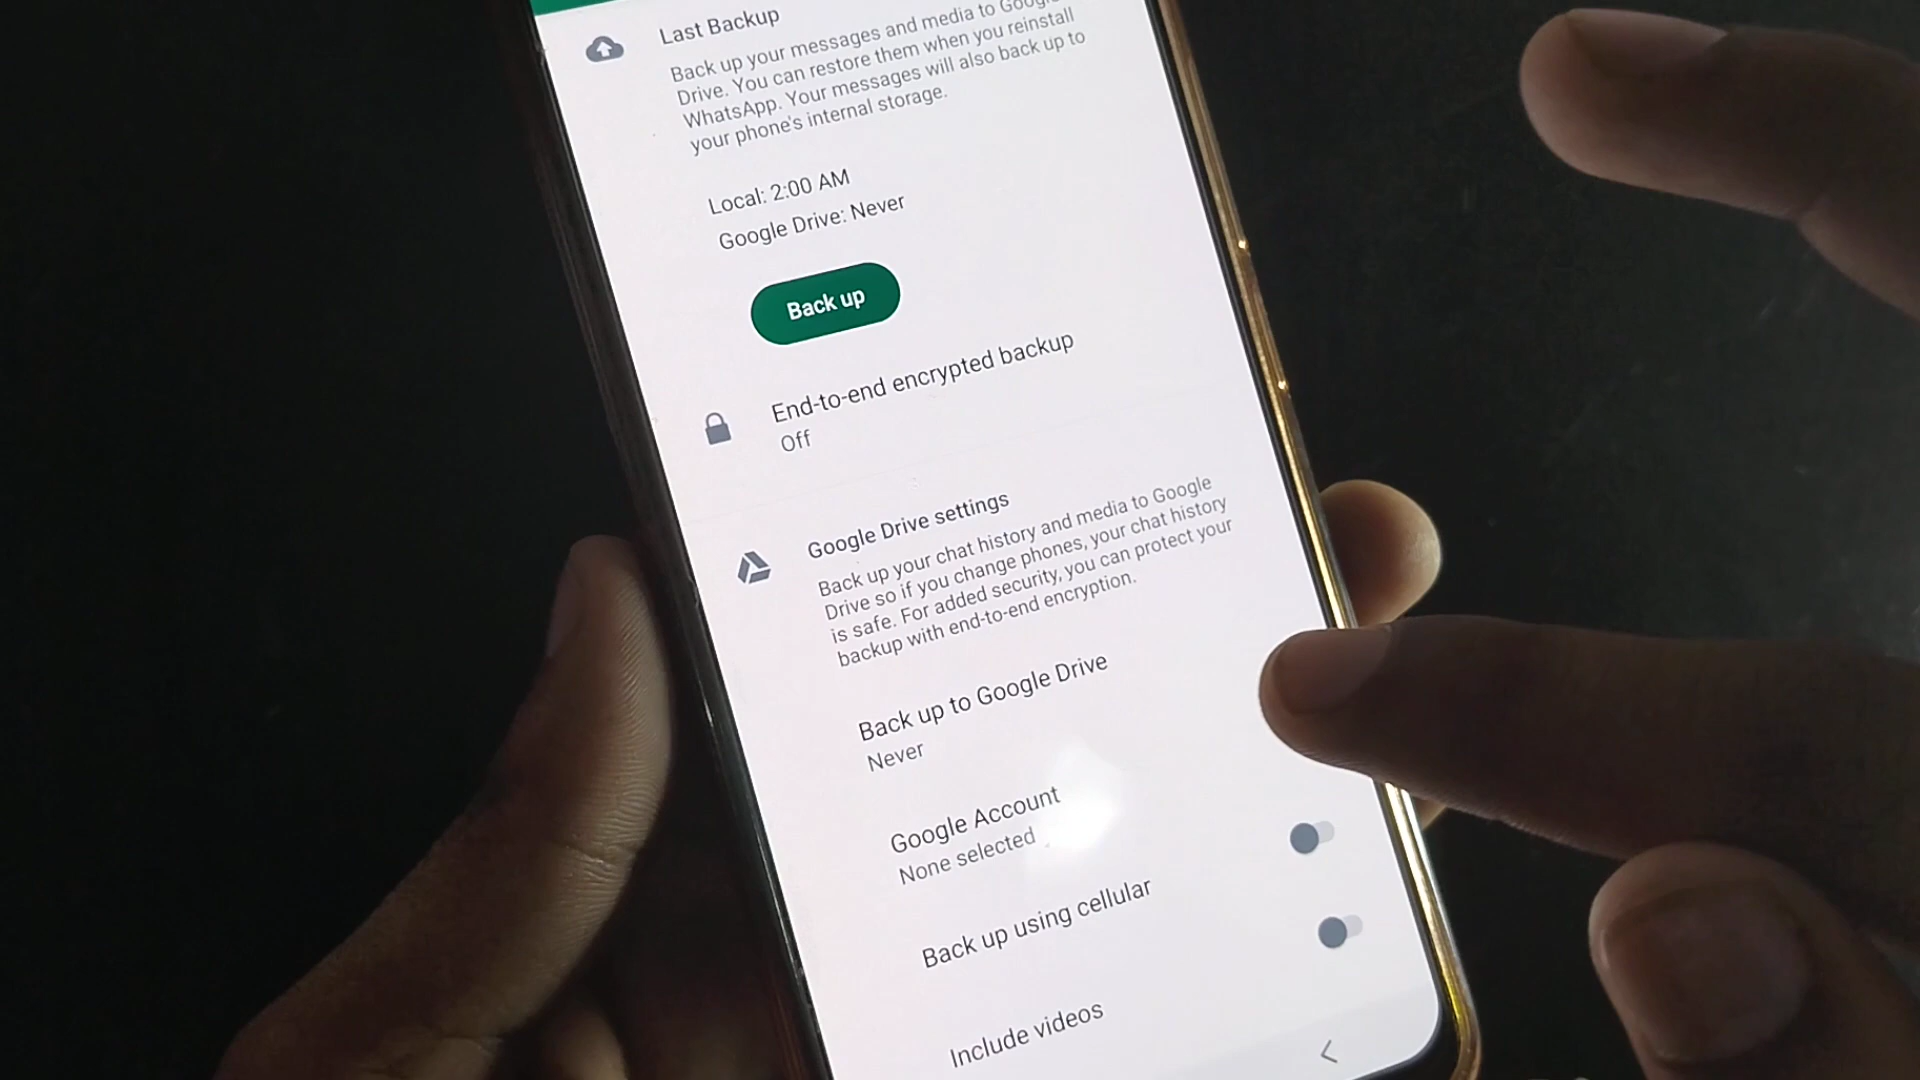 Last Backup
Back up your messages and media to Google
Drive. You can restore them when you reinstall
WhatsApp. Your messages will also back up to
your phone's internal storage.
Local: 2:00 AM
Google Drive: Never
Back up
End-to-end encrypted backup
Off
Google Drive settings
Back up your chat history and media to Google
Drive so if you change phones, your chat history
is safe. For added security, you can protect your
backup with end-to-end encryption.
Back up to Google Drive
Never
Google Account
None selected
Back up using cellular
Include videos